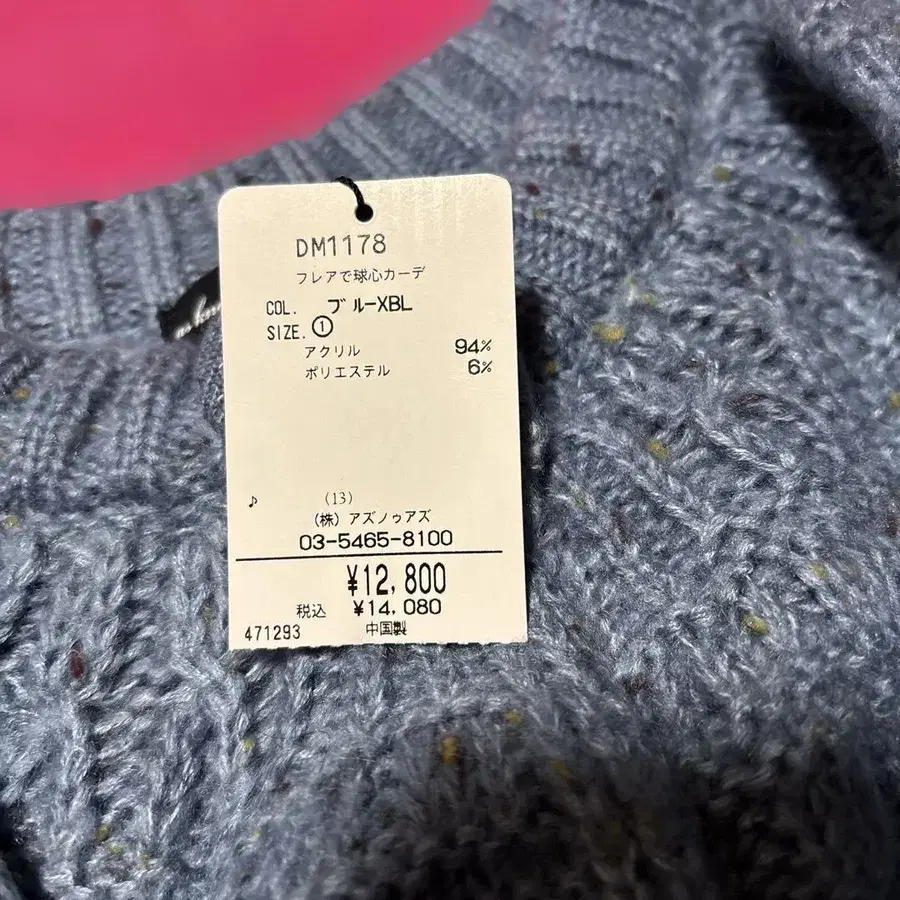 DM1178
フレアで球心カーデ
COL. ブルーXBL
SIZE. ①
アクリル 94%
ポリエステル 6%
♪ (13)
(株) アズノゥアズ
03-5465-8100
¥12,800
税込 ¥14,080
471293 中国製